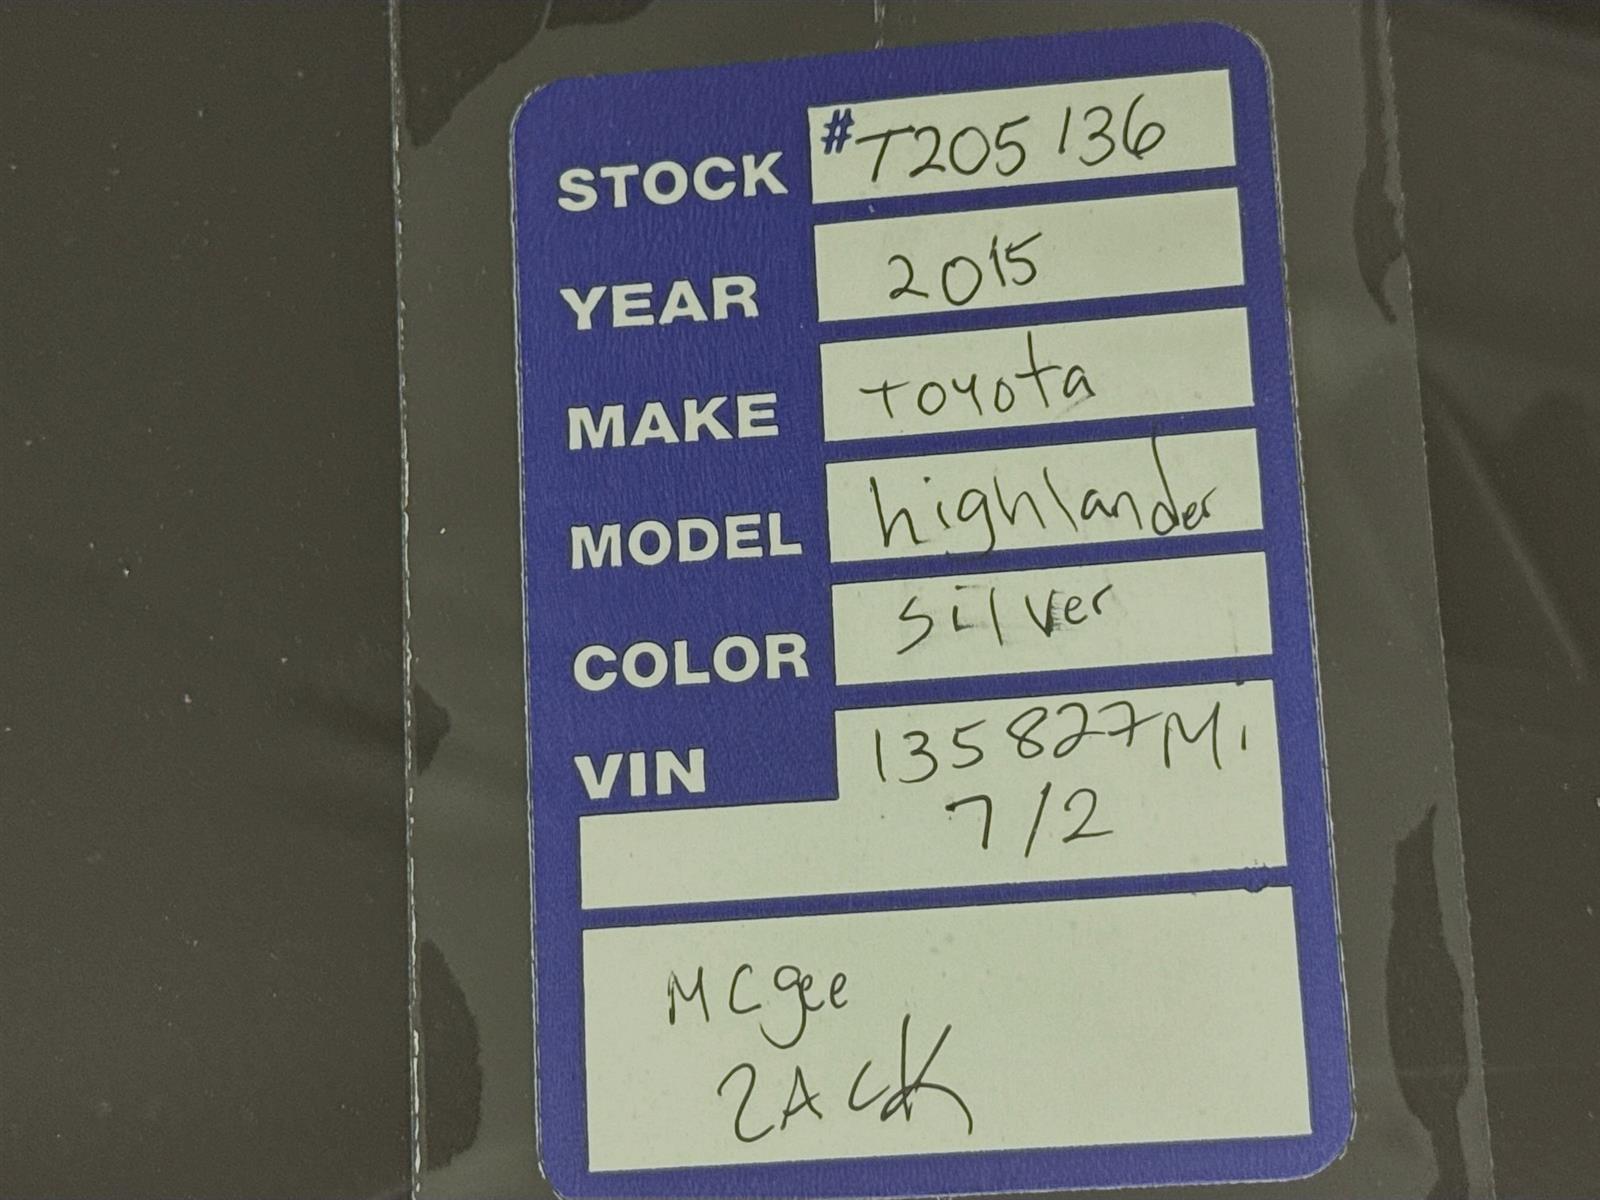 STOCK #T205136
YEAR 2015
MAKE Toyota
MODEL highlander
COLOR silver
VIN 135827Mi
7/2
MCgee
ZACK